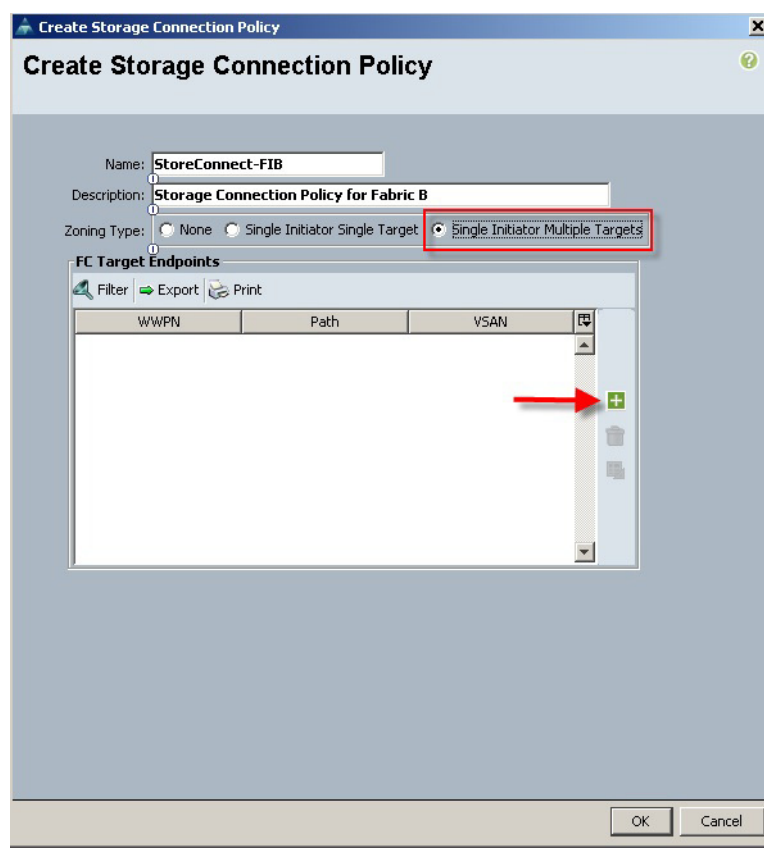 Create Storage Connection Policy
Create Storage Connection Policy
Name: StoreConnect-FIB
Description: Storage Connection Policy for Fabric B
Zoning Type: None Single Initiator Single Target Single Initiator Multiple Targets
FC Target Endpoints
Filter Export Print
WWPN Path VSAN
OK Cancel